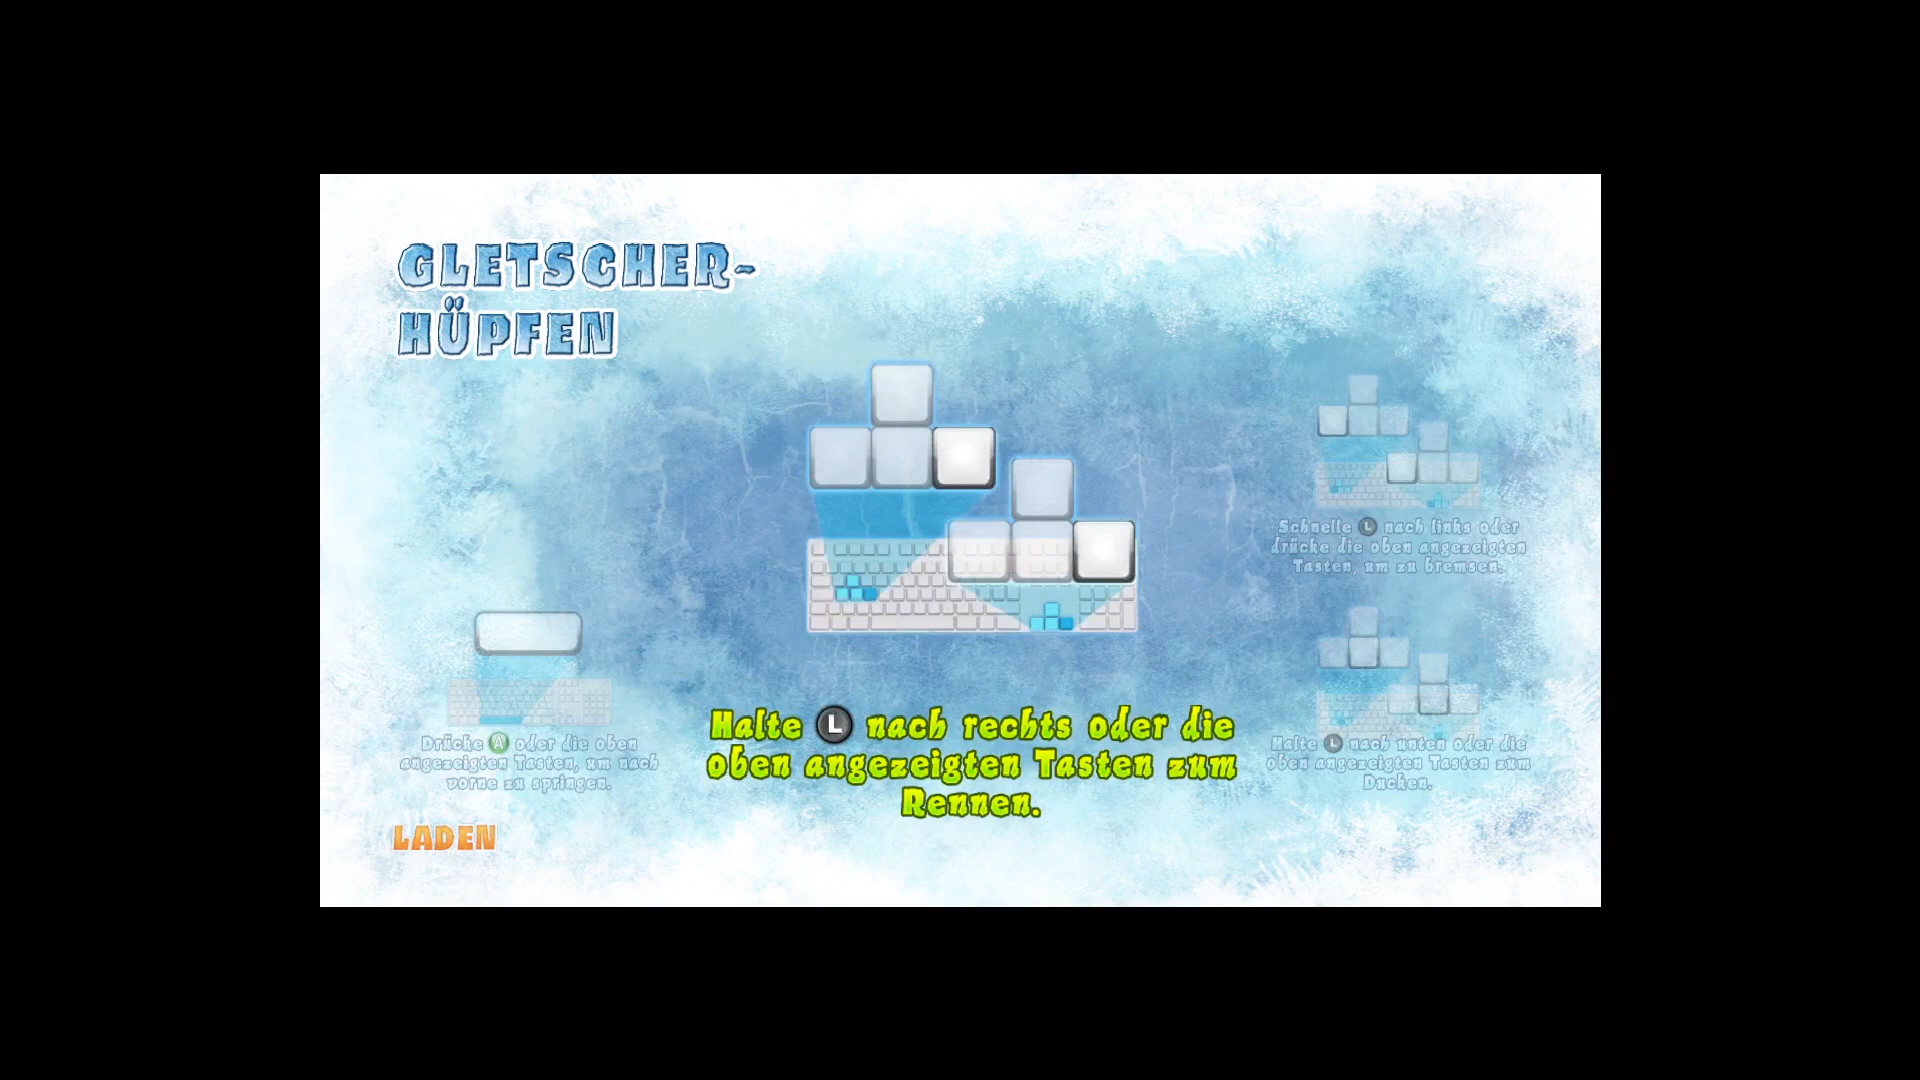 GLETSCHER-
HÜPFEN
Schnelle L nach links oder
drücke die oben angezeigten
Tasten, um zu bremsen.
Drücke A oder die oben
angezeigten Tasten, um nach
vorne zu springen.
Halte L nach rechts oder die
oben angezeigten Tasten zum
Rennen.
Halte L nach unten oder die
oben angezeigten Tasten zum
Ducken.
LADEN